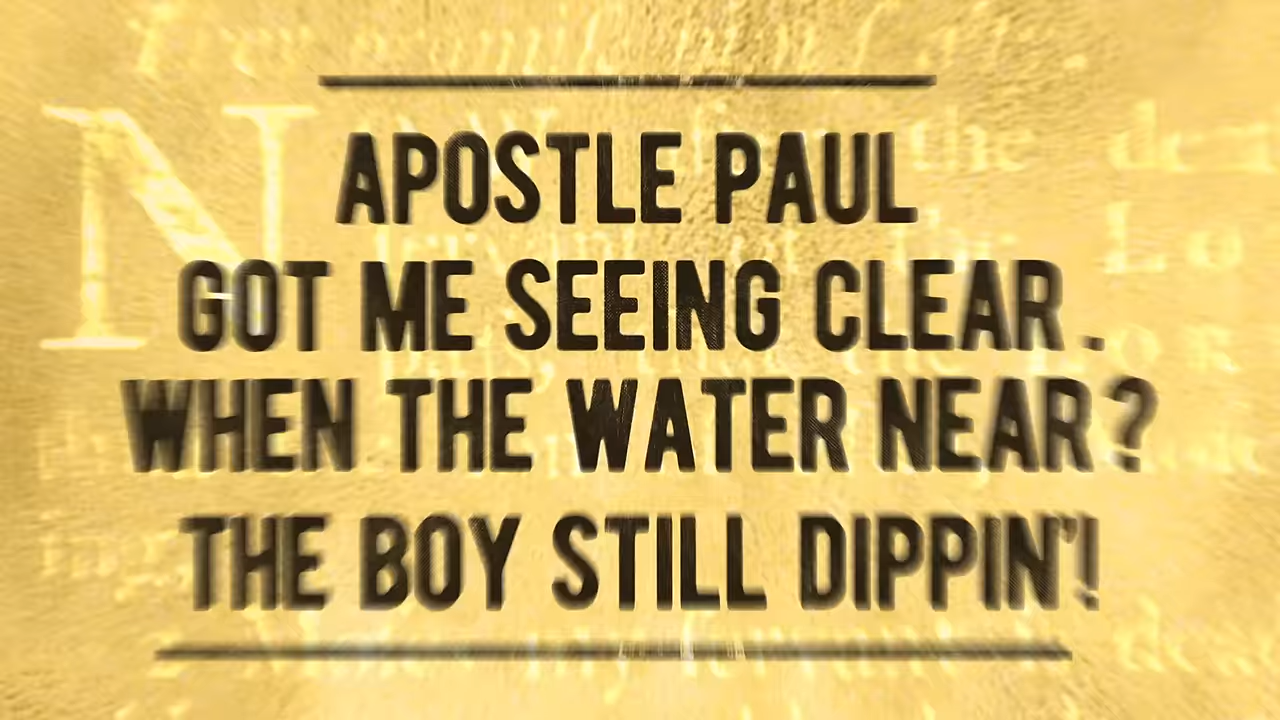 APOSTLE PAUL
GOT ME SEEING CLEAR.
WHEN THE WATER NEAR?
THE BOY STILL DIPPIN'!